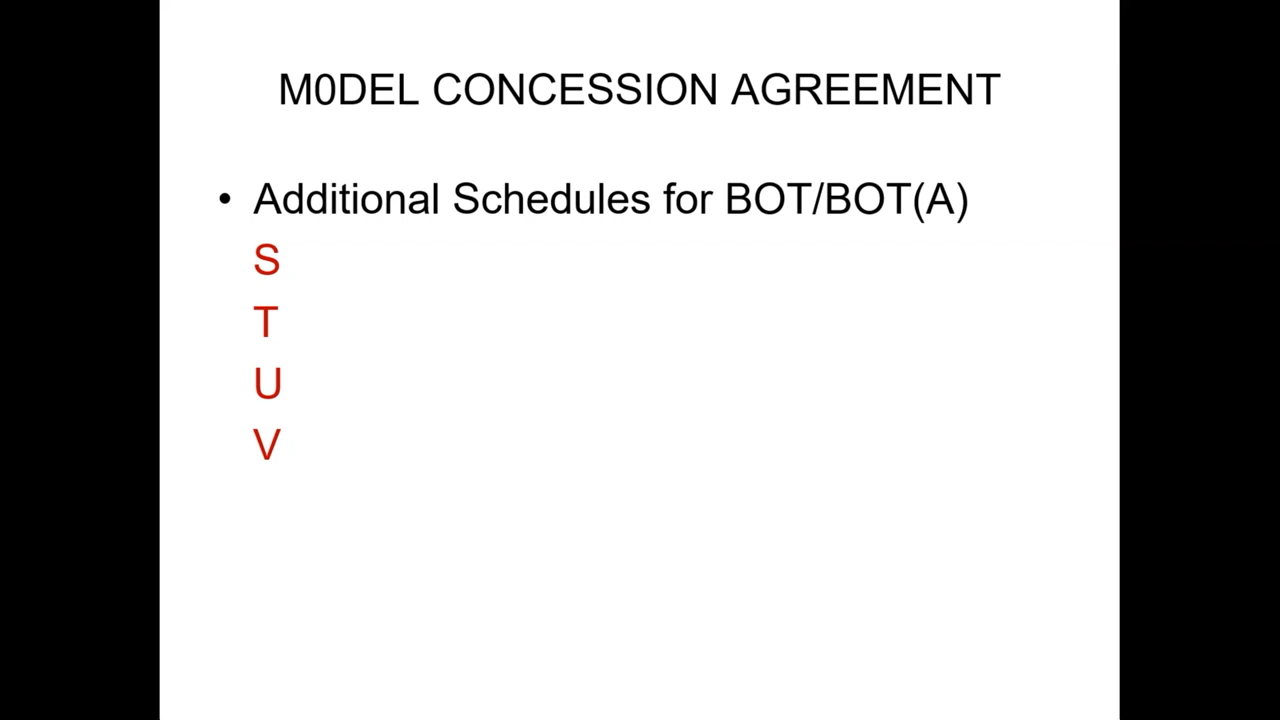 M0DEL CONCESSION AGREEMENT
• Additional Schedules for BOT/BOT(A)
S
T
U
V